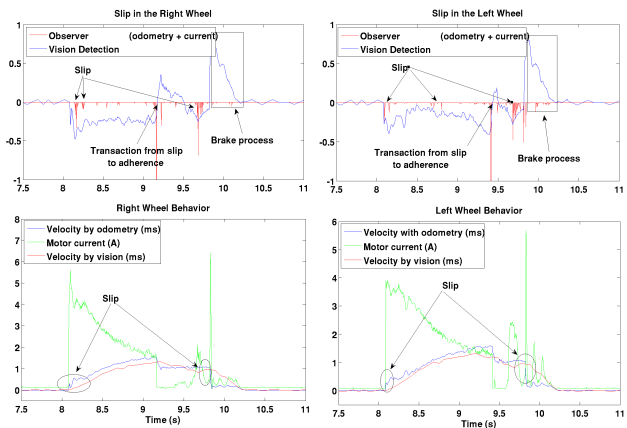 Slip in the Right Wheel
1
0.5
0
-0.5
-1
7.5 8 8.5 9 9.5 10 10.5 11
Observer (odometry + current)
Vision Detection
Slip
Transaction from slip
to adherence
Brake process
Slip in the Left Wheel
1
0.5
0
-0.5
-1
7.5 8 8.5 9 9.5 10 10.5 11
Observer (odometry + current)
Vision Detection
Slip
Transaction from slip
to adherence
Brake process
Right Wheel Behavior
8
7
6
5
4
3
2
1
0
7.5 8 8.5 9 9.5 10 10.5 11
Velocity by odometry (ms)
Motor current (A)
Velocity by vision (ms)
Slip
Time (s)
Left Wheel Behavior
6
5
4
3
2
1
0
7.5 8 8.5 9 9.5 10 10.5 11
Velocity with odometry (ms)
Motor current (A)
Velocity by vision (ms)
Slip
Time (s)